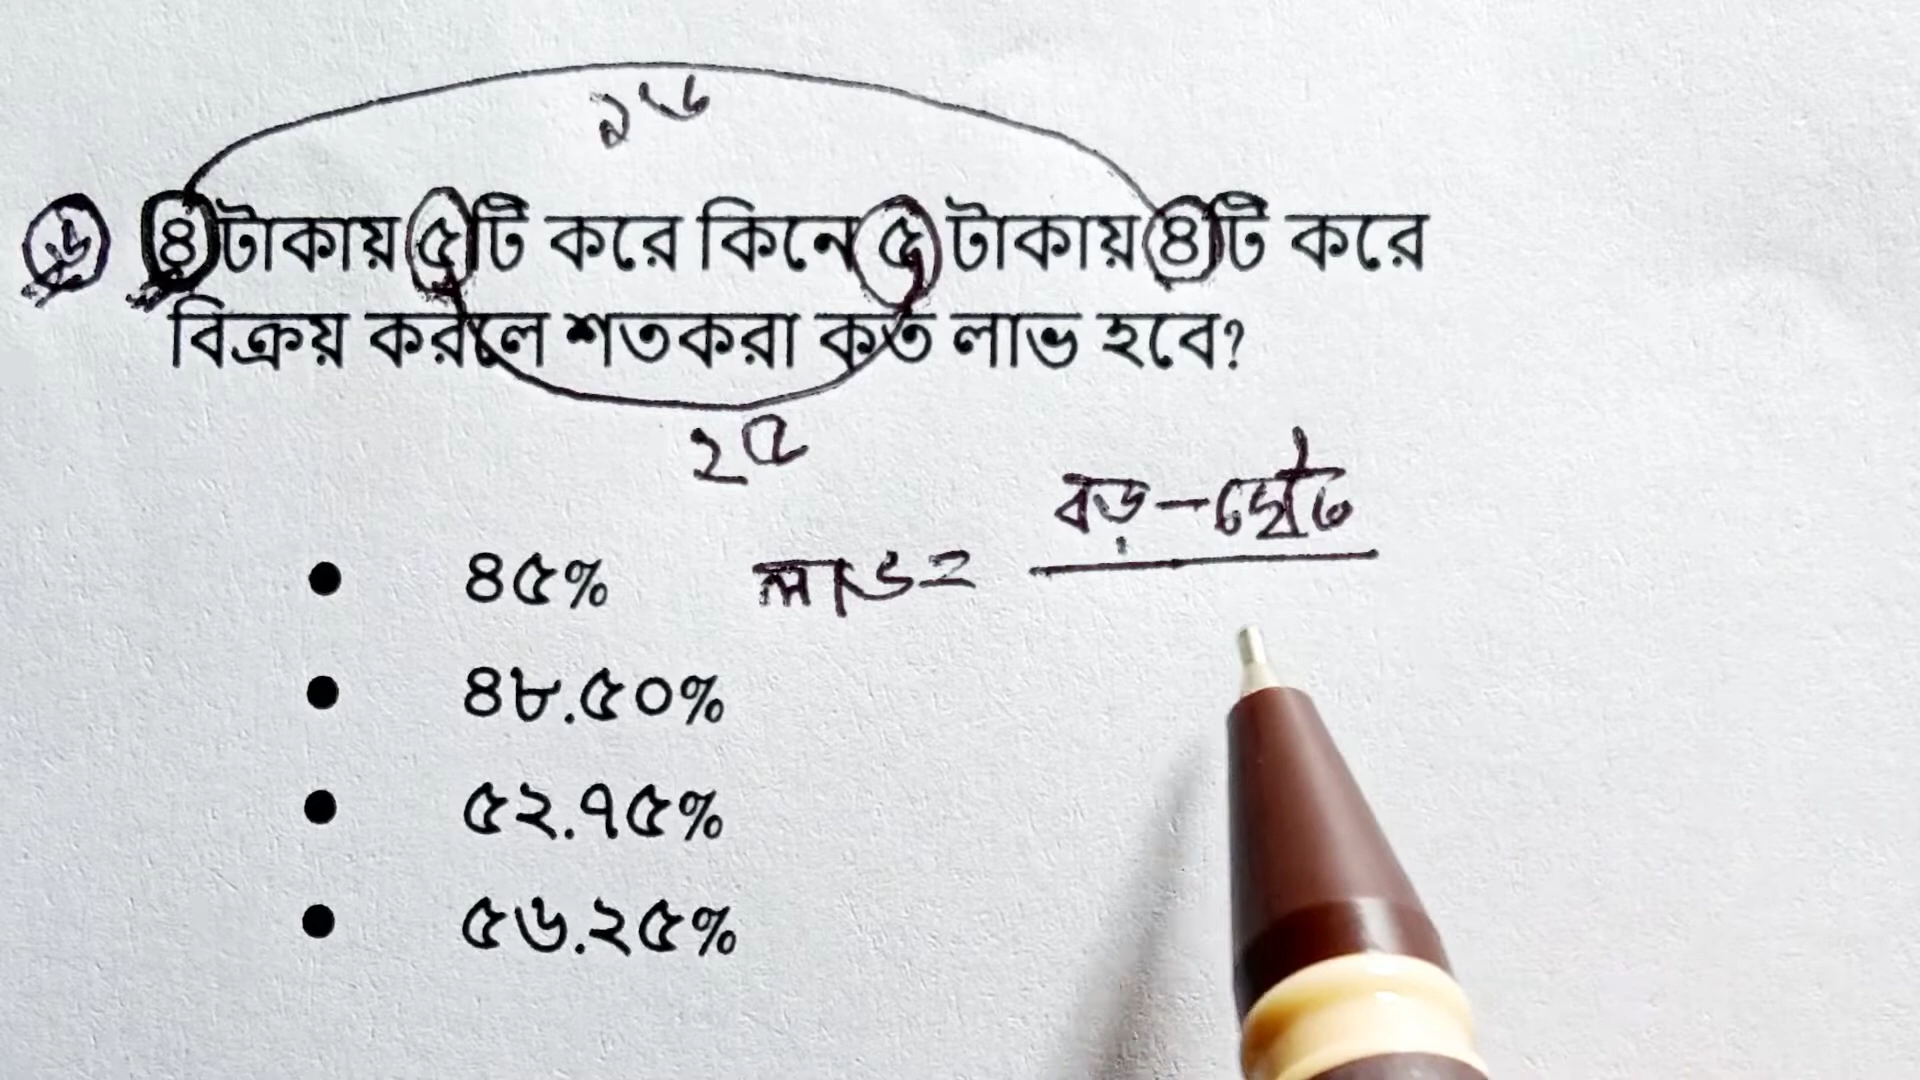 ১৬
৪ টাকায় ৫টি করে কিনে ৫ টাকায় ৪টি করে
বিক্রয় করলে শতকরা কত লাভ হবে?
২৫
বড় - ছোট
লাভ =
• ৪৫%
• ৪৮.৫০%
• ৫২.৭৫%
• ৫৬.২৫%